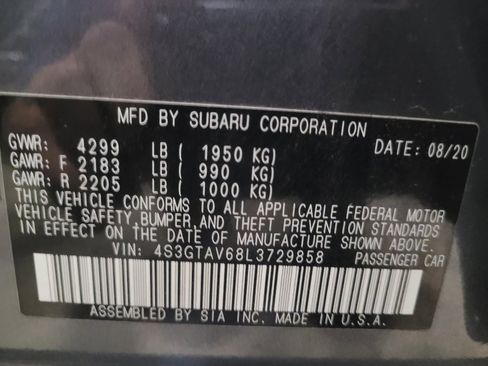 MFD BY SUBARU CORPORATION
GVWR: 4299 LB ( 1950 KG) DATE: 08/20
GAWR: F 2183 LB ( 990 KG)
GAWR: R 2205 LB ( 1000 KG)
THIS VEHICLE CONFORMS TO ALL APPLICABLE FEDERAL MOTOR
VEHICLE SAFETY, BUMPER, AND THEFT PREVENTION STANDARDS
IN EFFECT ON THE DATE OF MANUFACTURE SHOWN ABOVE.
VIN: 4S3GTAV68L3729858 PASSENGER CAR
ASSEMBLED BY SIA INC. MADE IN U.S.A.